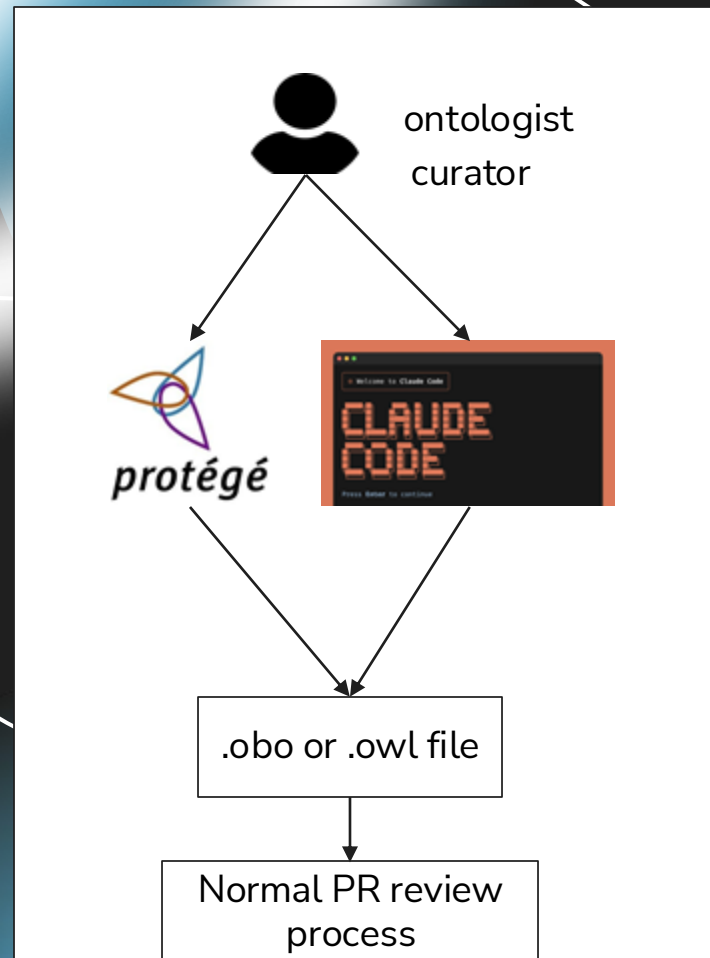 ontologist
curator
protégé
* Welcome to Claude Code
CLAUDE
CODE
Press Enter to continue
.obo or .owl file
Normal PR review
process